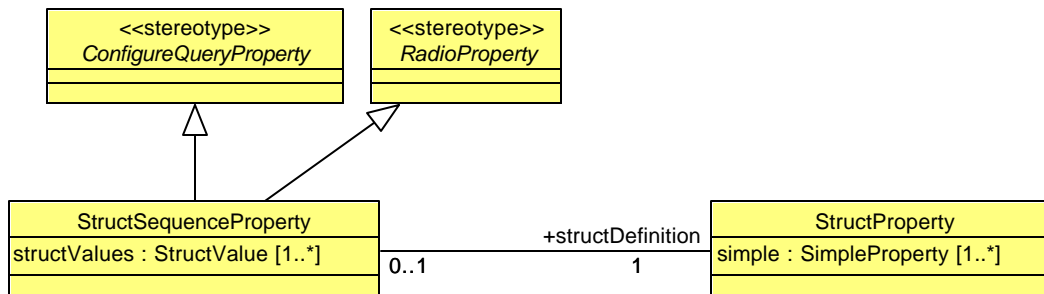 <<stereotype>>
ConfigureQueryProperty
<<stereotype>>
RadioProperty
StructSequenceProperty
structValues : StructValue [1..*]
+structDefinition
0..1
1
StructProperty
simple : SimpleProperty [1..*]